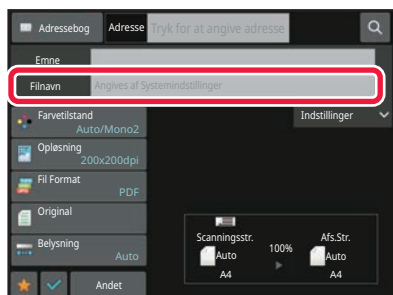 Adressebog Adresse Tryk for at angive adresse
Emne
Filnavn Angives af Systemindstillinger
Farvetilstand
Auto/Mono2
Indstillinger
Opløsning
200x200dpi
Fil Format
PDF
Original
Belysning
Auto
Andet
Scanningsstr.
Auto
A4
100%
Afs.Str.
Auto
A4